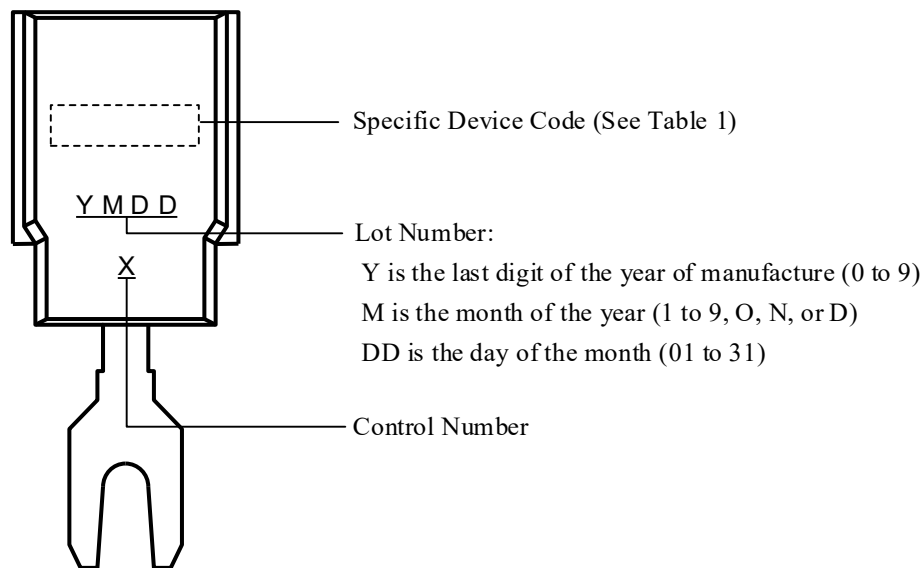 Specific Device Code (See Table 1)
Y M D D
Lot Number:
X
Y is the last digit of the year of manufacture (0 to 9)
M is the month of the year (1 to 9, O, N, or D)
DD is the day of the month (01 to 31)
Control Number